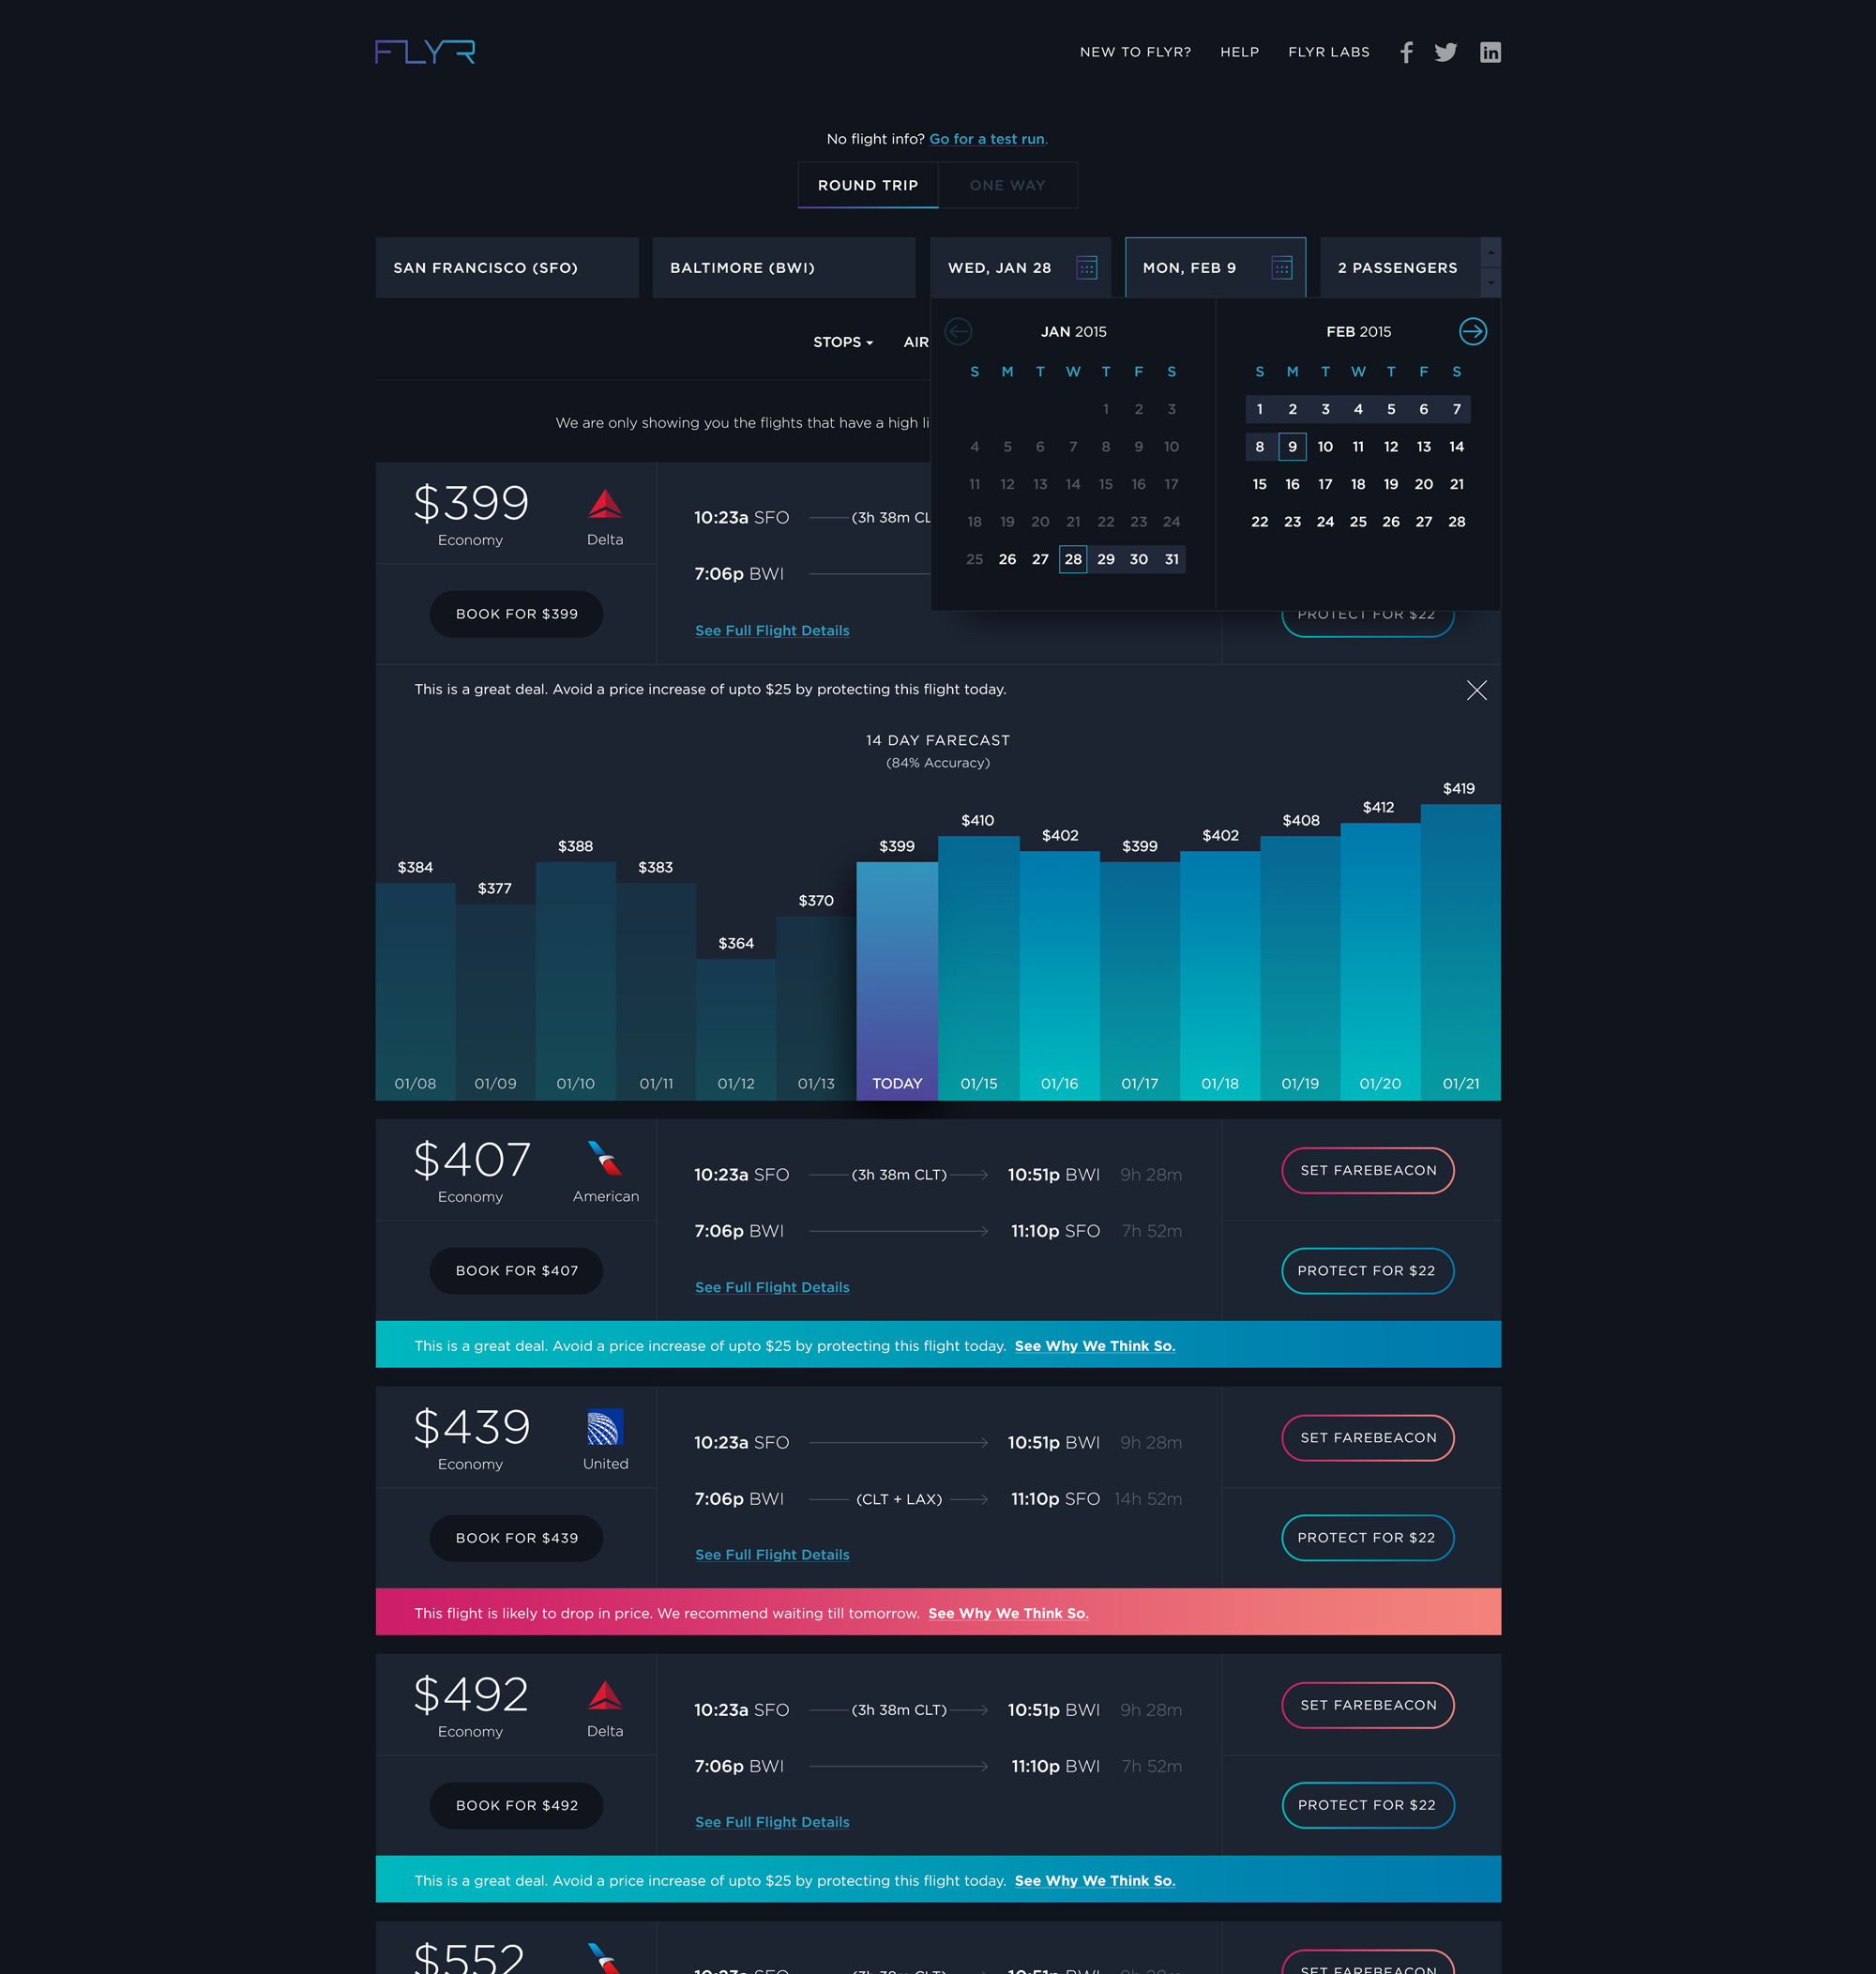 FLYR
NEW TO FLYR? HELP FLYR LABS
No flight info? Go for a test run.
ROUND TRIP ONE WAY
SAN FRANCISCO (SFO) BALTIMORE (BWI) WED, JAN 28 MON, FEB 9 2 PASSENGERS
STOPS AIR
JAN 2015 FEB 2015
S M T W T F S S M T W T F S
1 2 3 1 2 3 4 5 6 7
4 5 6 7 8 9 10 8 9 10 11 12 13 14
11 12 13 14 15 16 17 15 16 17 18 19 20 21
18 19 20 21 22 23 24 22 23 24 25 26 27 28
25 26 27 28 29 30 31
We are only showing you the flights that have a high li
$399
Economy Delta
10:23a SFO (3h 38m CL
7:06p BWI
BOOK FOR $399
See Full Flight Details
PROTECT FOR $22
This is a great deal. Avoid a price increase of upto $25 by protecting this flight today.
14 DAY FARECAST
(84% Accuracy)
$384 $377 $388 $383 $364 $370 $399 $410 $402 $399 $402 $408 $412 $419
01/08 01/09 01/10 01/11 01/12 01/13 TODAY 01/15 01/16 01/17 01/18 01/19 01/20 01/21
$407
Economy American
10:23a SFO (3h 38m CLT) 10:51p BWI 9h 28m
7:06p BWI 11:10p SFO 7h 52m
SET FAREBEACON
BOOK FOR $407
See Full Flight Details
PROTECT FOR $22
This is a great deal. Avoid a price increase of upto $25 by protecting this flight today. See Why We Think So.
$439
Economy United
10:23a SFO 10:51p BWI 9h 28m
7:06p BWI (CLT + LAX) 11:10p SFO 14h 52m
SET FAREBEACON
BOOK FOR $439
See Full Flight Details
PROTECT FOR $22
This flight is likely to drop in price. We recommend waiting till tomorrow. See Why We Think So.
$492
Economy Delta
10:23a SFO (3h 38m CLT) 10:51p BWI 9h 28m
7:06p BWI 11:10p BWI 7h 52m
SET FAREBEACON
BOOK FOR $492
See Full Flight Details
PROTECT FOR $22
This is a great deal. Avoid a price increase of upto $25 by protecting this flight today. See Why We Think So.
$552
SET FAREBEACON